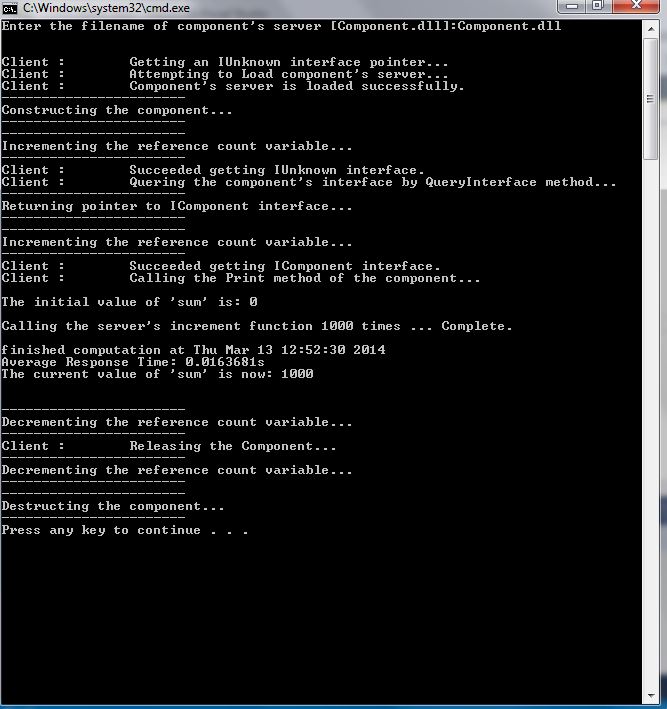 C:\Windows\system32\cmd.exe
Enter the filename of component's server [Component.dll]:Component.dll
Client :        Getting an IUnknown interface pointer...
Client :        Attempting to Load component's server...
Client :        Component's server is loaded successfully.
-----------------------
Constructing the component...
-----------------------
-----------------------
Incrementing the reference count variable...
-----------------------
Client :        Succeeded getting IUnknown interface.
Client :        Quering the component's interface by QueryInterface method...
-----------------------
Returning pointer to IComponent interface...
-----------------------
-----------------------
Incrementing the reference count variable...
-----------------------
Client :        Succeeded getting IComponent interface.
Client :        Calling the Print method of the component...
The initial value of 'sum' is: 0
Calling the server's increment function 1000 times ... Complete.
finished computation at Thu Mar 13 12:52:30 2014
Average Response Time: 0.0163681s
The current value of 'sum' is now: 1000
-----------------------
Decrementing the reference count variable...
-----------------------
Client :        Releasing the Component...
-----------------------
Decrementing the reference count variable...
-----------------------
-----------------------
Destructing the component...
-----------------------
Press any key to continue . . .